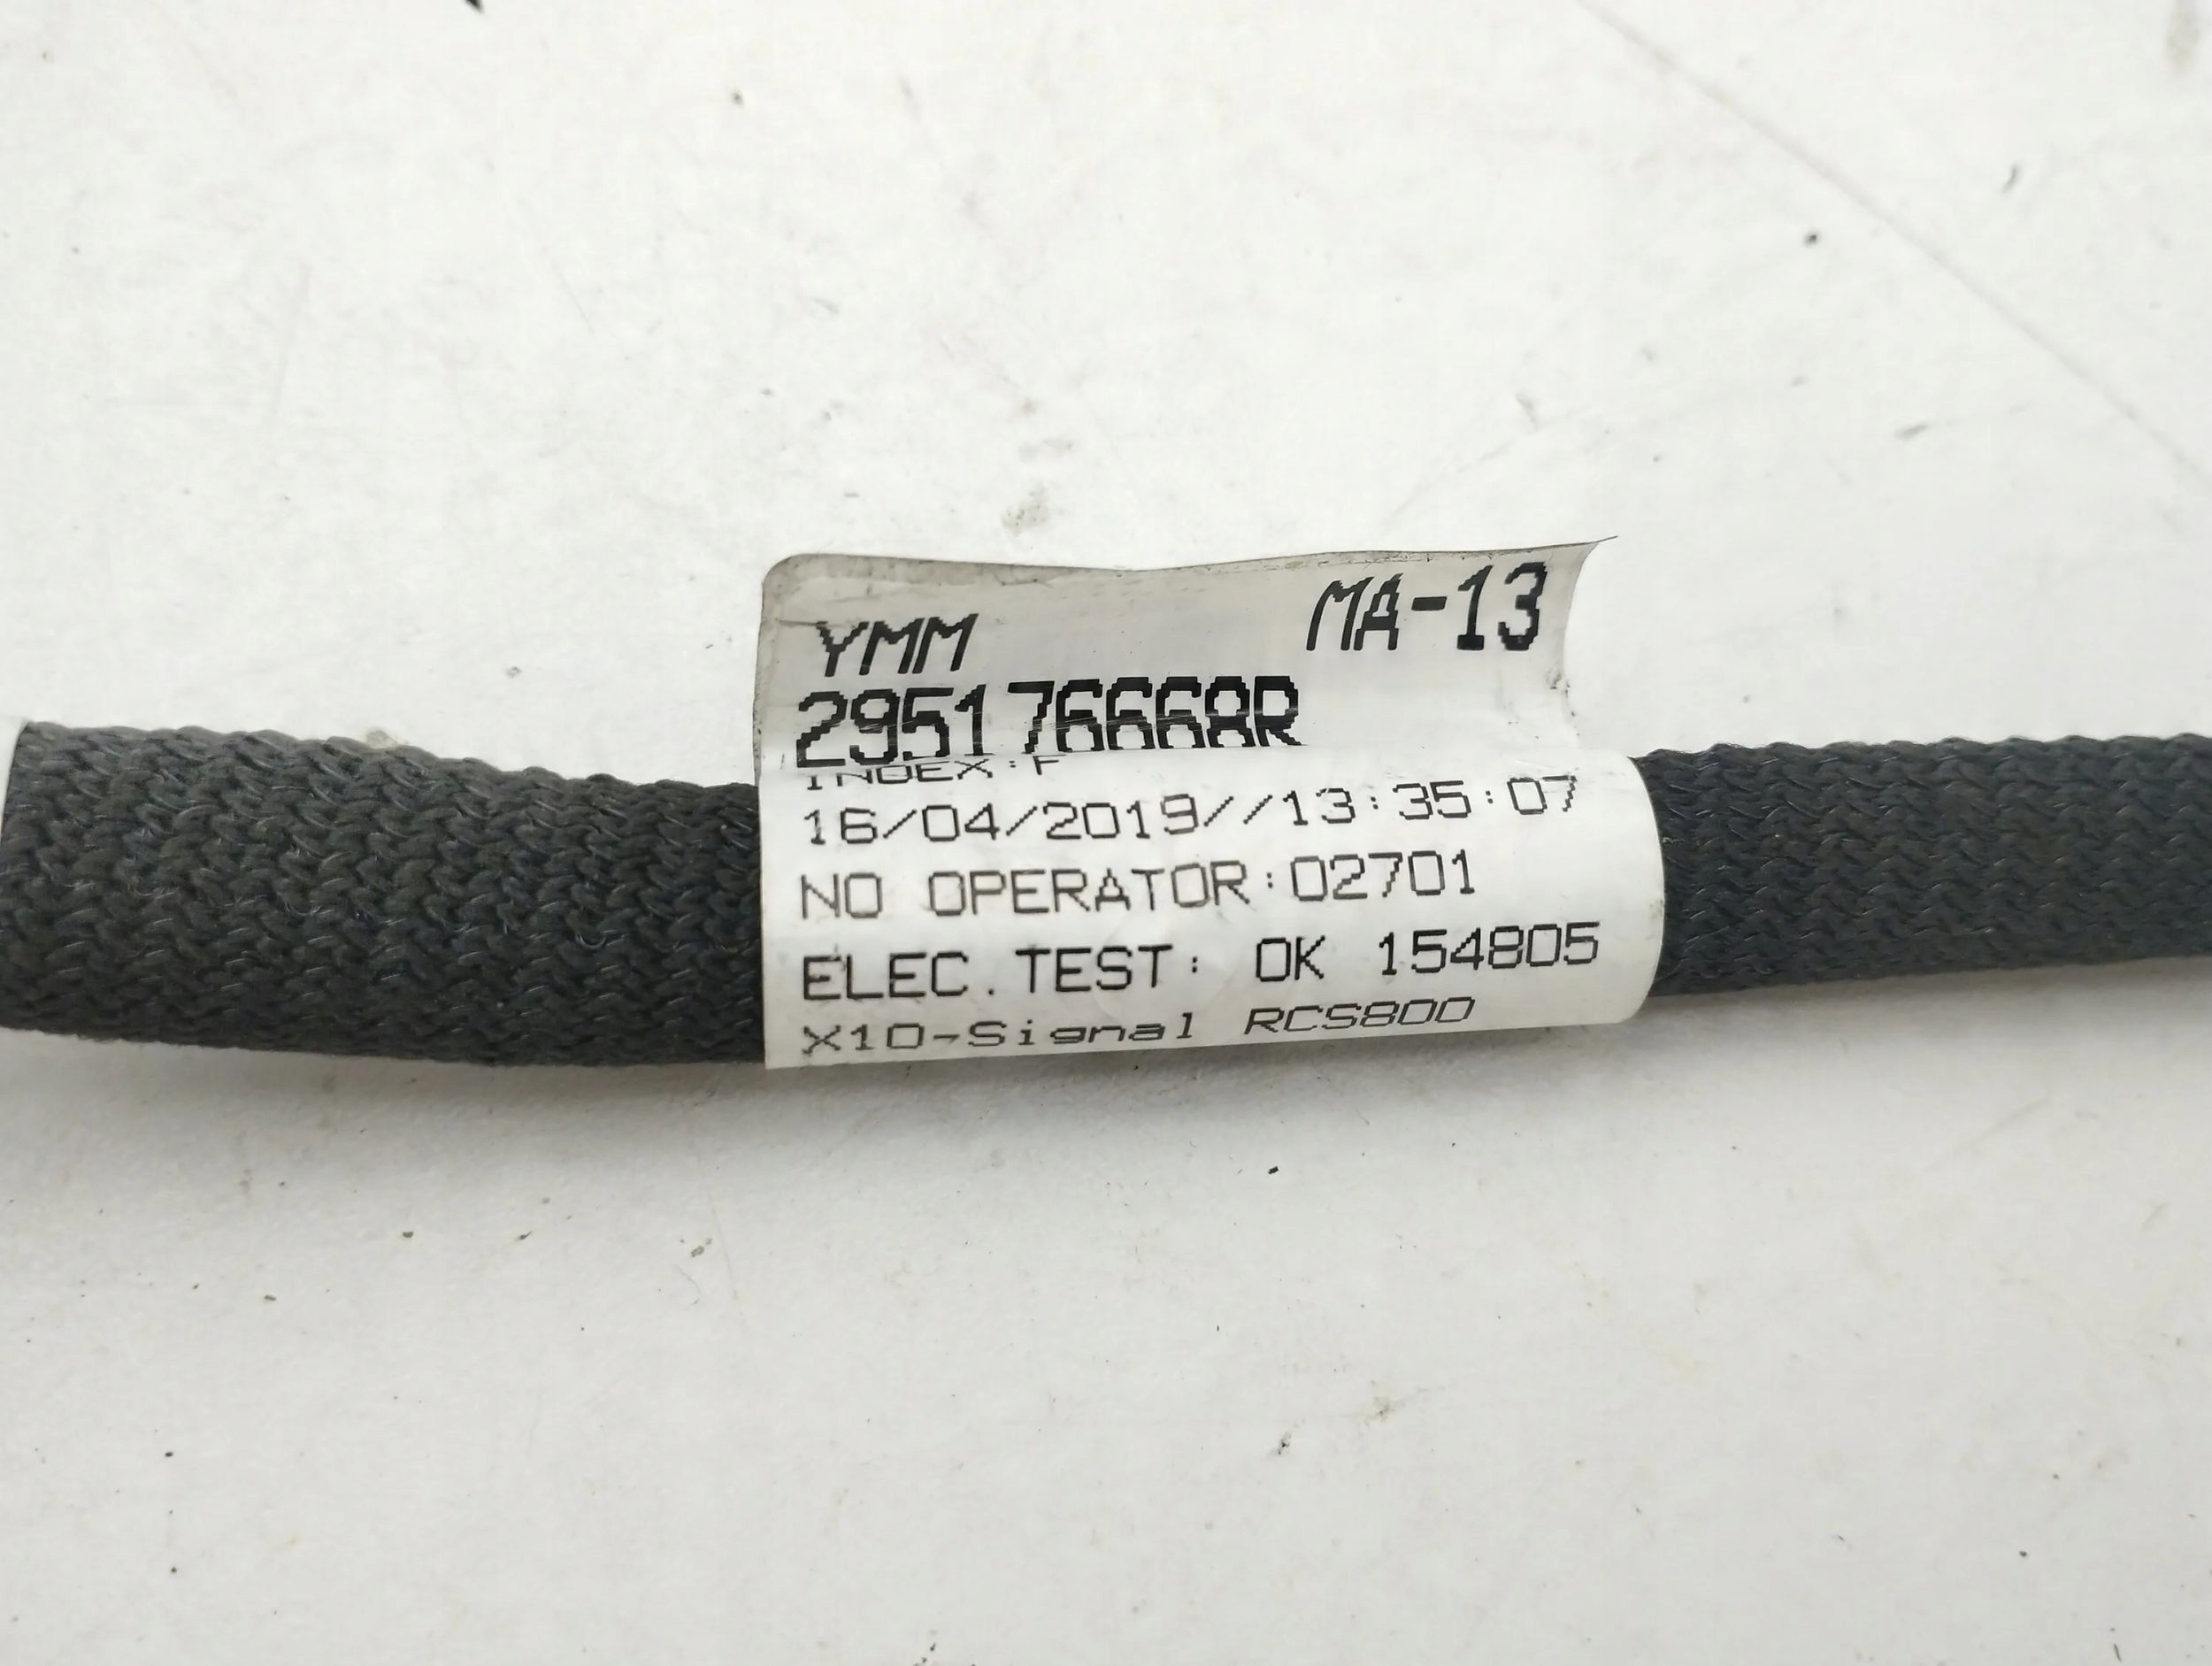 YMM MA-13
295176668R
INDEX:F
16/04/2019//13:35:07
NO OPERATOR:02701
ELEC.TEST: OK 154805
X10-Signal RCS800